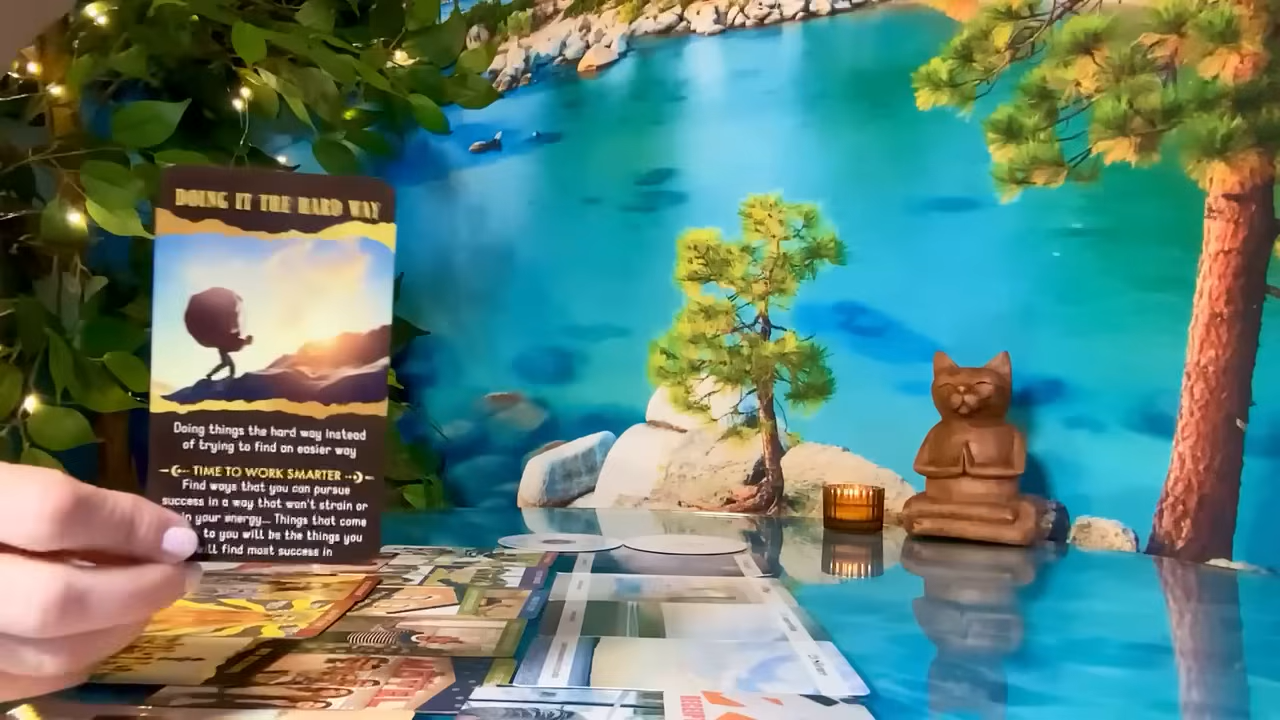 DOING IT THE HARD WAY
Doing things the hard way instead
of trying to find an easier way
TIME TO WORK SMARTER
Find ways that you can pursue
success in a way that won't strain or
in your energy... Things that come
to you will be the things you
will find most success in